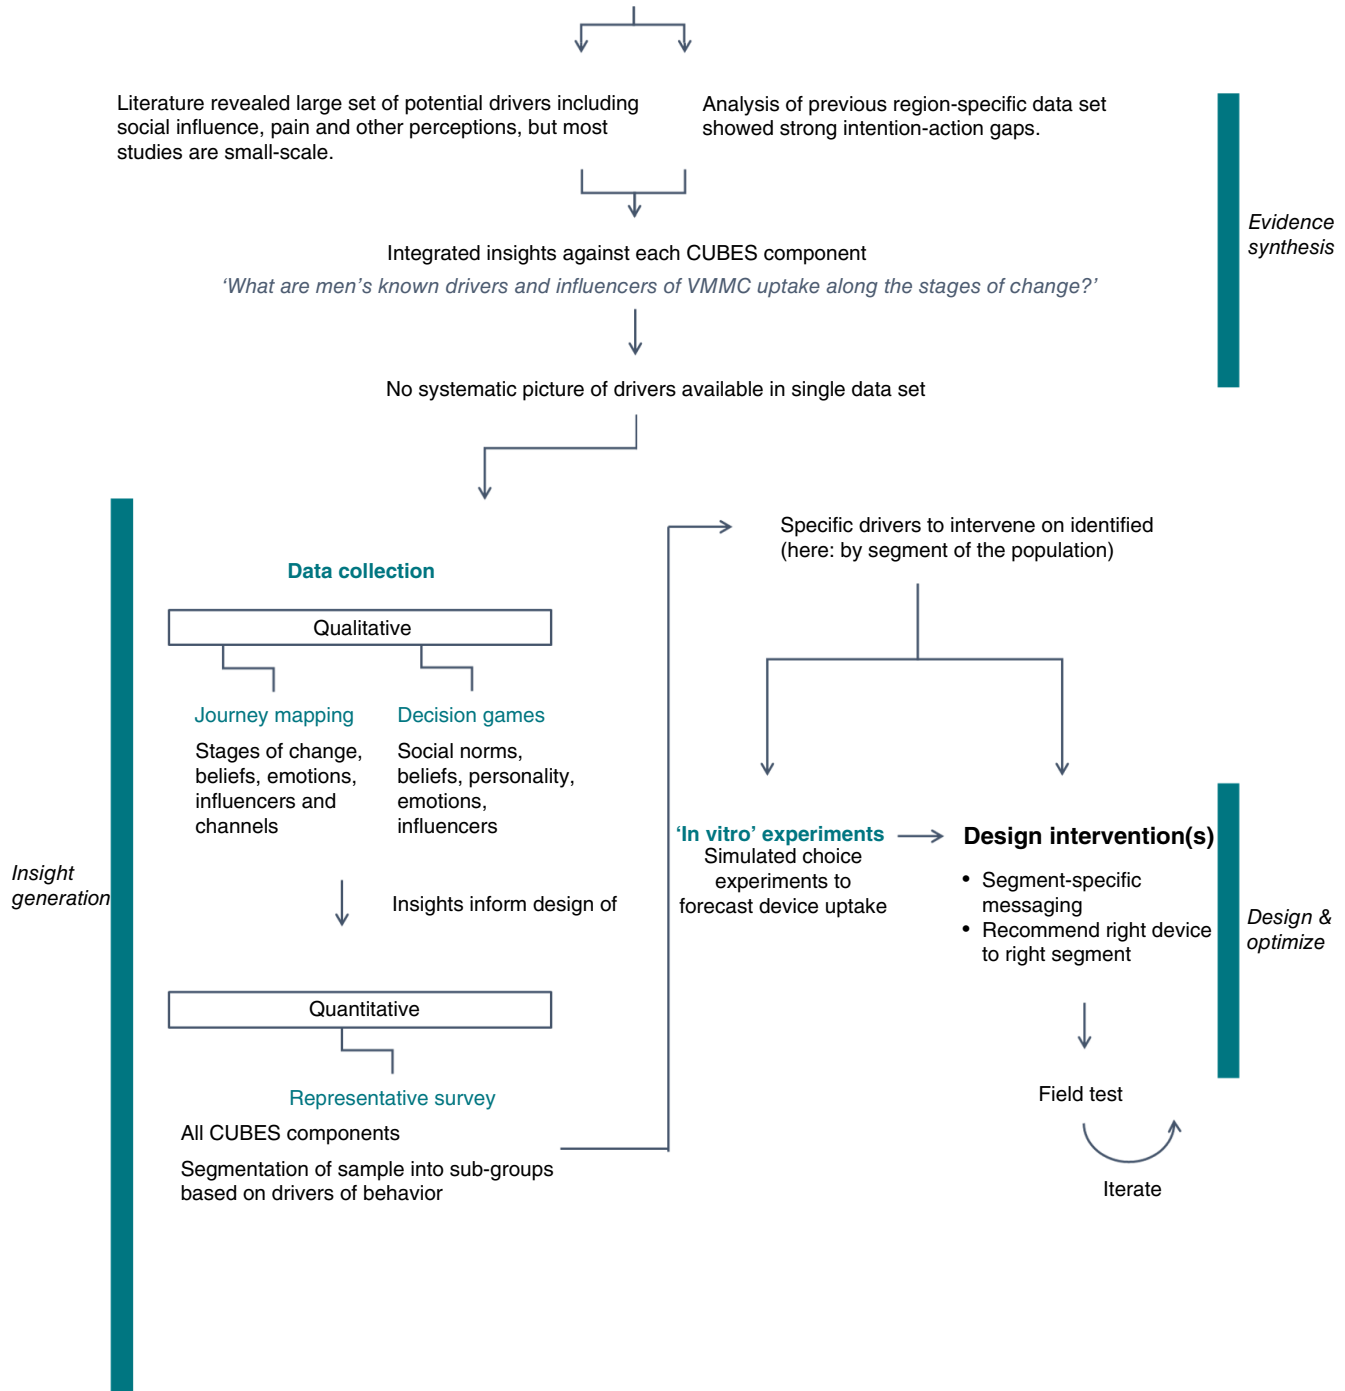 Literature revealed large set of potential drivers including
social influence, pain and other perceptions, but most
studies are small-scale.
Analysis of previous region-specific data set
showed strong intention-action gaps.
Evidence
synthesis
Integrated insights against each CUBES component
‘What are men’s known drivers and influencers of VMMC uptake along the stages of change?’
No systematic picture of drivers available in single data set
Insight
generation
Data collection
Qualitative
Journey mapping
Stages of change,
beliefs, emotions,
influencers and
channels
Decision games
Social norms,
beliefs, personality,
emotions,
influencers
Insights inform design of
Quantitative
Representative survey
All CUBES components
Segmentation of sample into sub-groups
based on drivers of behavior
Specific drivers to intervene on identified
(here: by segment of the population)
‘In vitro’ experiments
Simulated choice
experiments to
forecast device uptake
Design intervention(s)
• Segment-specific
messaging
• Recommend right device
to right segment
Design &
optimize
Field test
Iterate